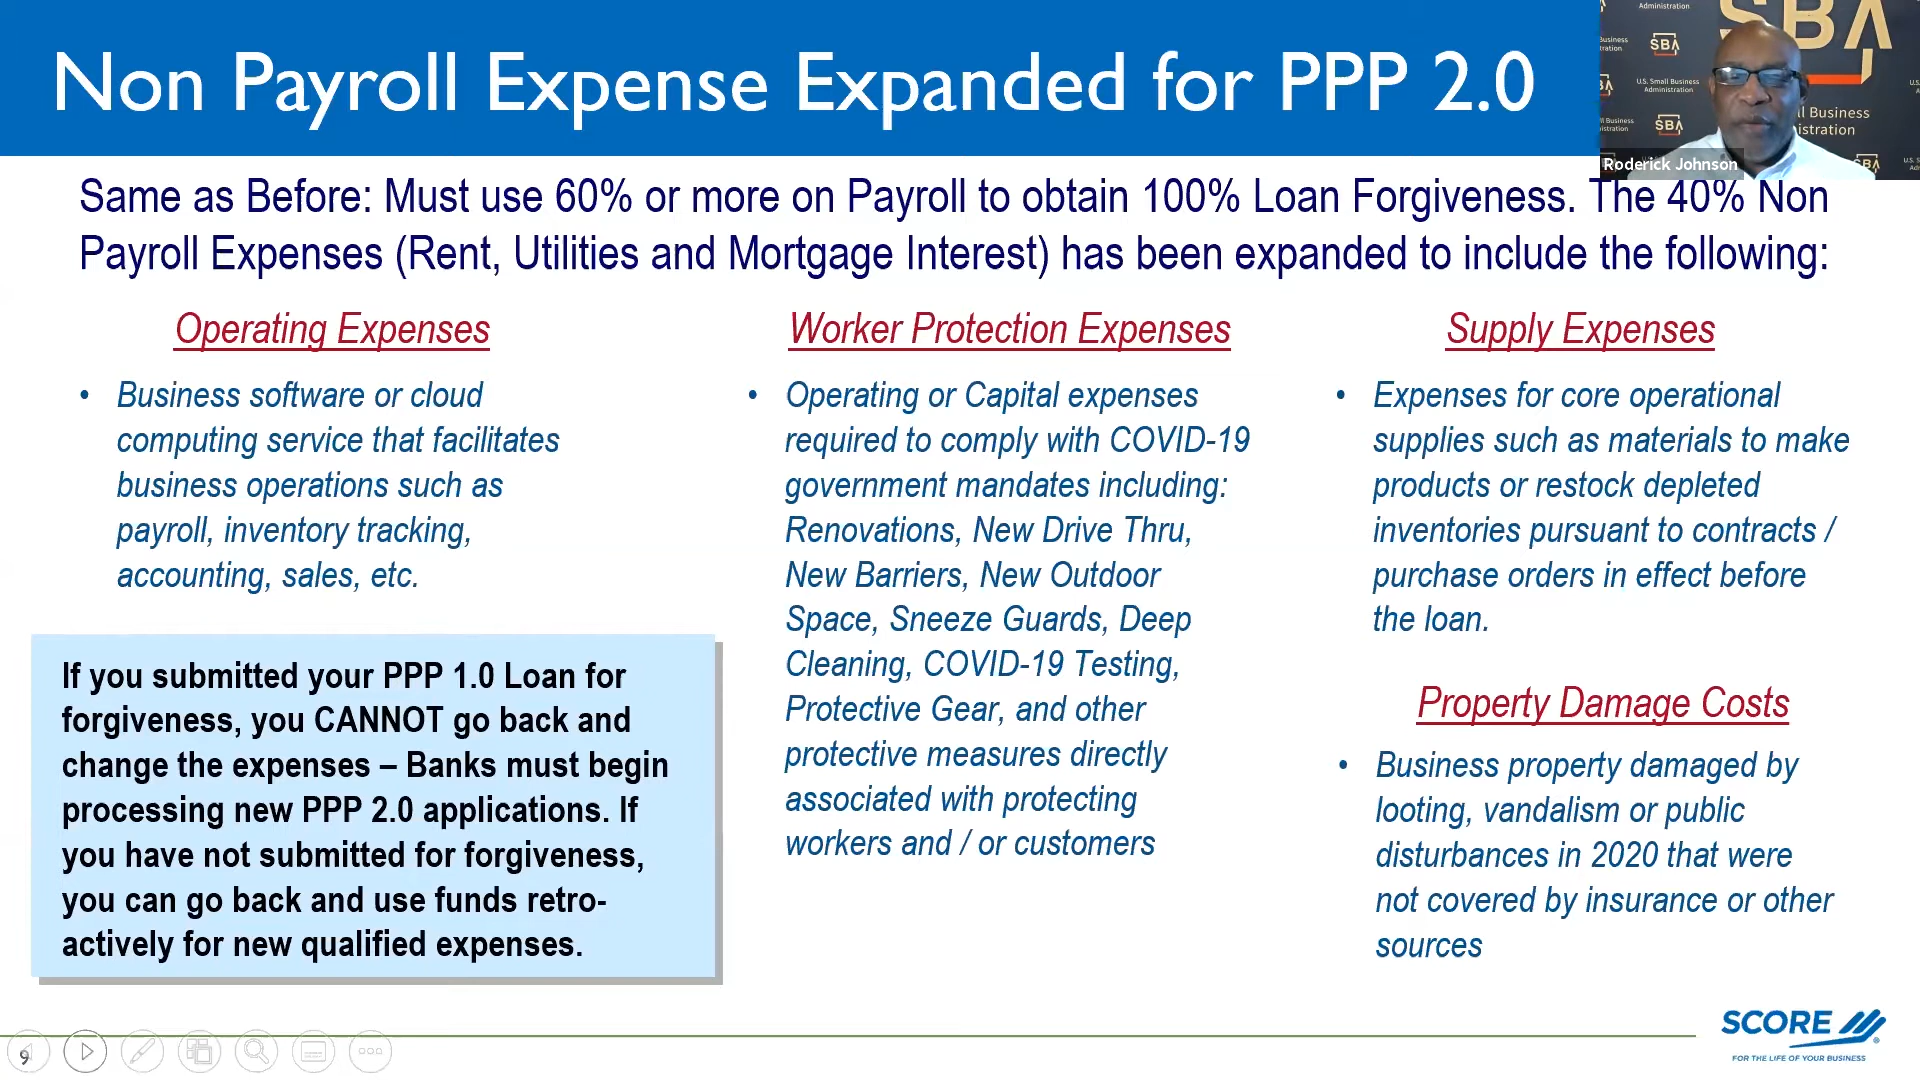 Non Payroll Expense Expanded for PPP 2.0
Administration
SBA
Business
SBA
U.S. Small Business
Administration
SBA
Business
Roderick Johnson
Same as Before: Must use 60% or more on Payroll to obtain 100% Loan Forgiveness. The 40% Non
Payroll Expenses (Rent, Utilities and Mortgage Interest) has been expanded to include the following:
Operating Expenses
• Business software or cloud
computing service that facilitates
business operations such as
payroll, inventory tracking,
accounting, sales, etc.
If you submitted your PPP 1.0 Loan for
forgiveness, you CANNOT go back and
change the expenses – Banks must begin
processing new PPP 2.0 applications. If
you have not submitted for forgiveness,
you can go back and use funds retro-
actively for new qualified expenses.
Worker Protection Expenses
• Operating or Capital expenses
required to comply with COVID-19
government mandates including:
Renovations, New Drive Thru,
New Barriers, New Outdoor
Space, Sneeze Guards, Deep
Cleaning, COVID-19 Testing,
Protective Gear, and other
protective measures directly
associated with protecting
workers and / or customers
Supply Expenses
• Expenses for core operational
supplies such as materials to make
products or restock depleted
inventories pursuant to contracts /
purchase orders in effect before
the loan.
Property Damage Costs
• Business property damaged by
looting, vandalism or public
disturbances in 2020 that were
not covered by insurance or other
sources
9
SCORE
FOR THE LIFE OF YOUR BUSINESS